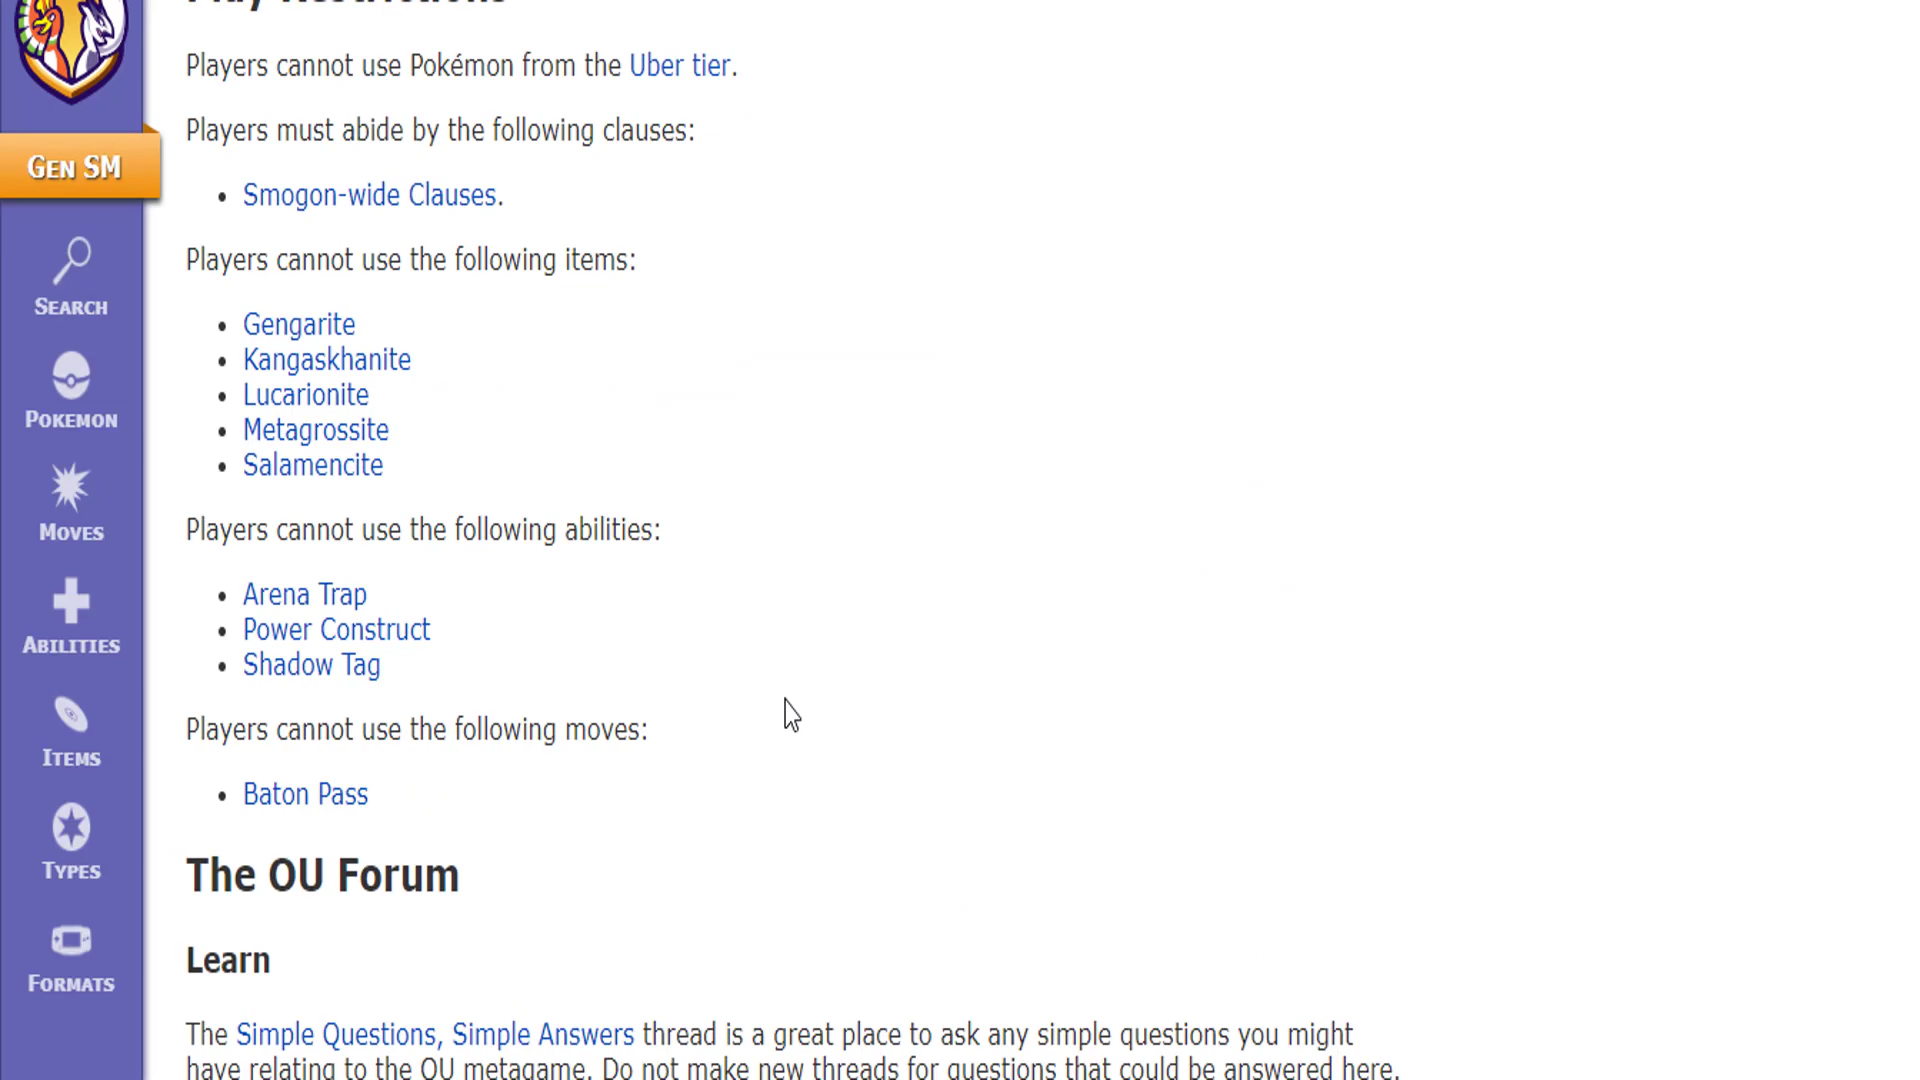 Play Restrictions
Players cannot use Pokémon from the Uber tier.
Players must abide by the following clauses:
• Smogon-wide Clauses.
Players cannot use the following items:
• Gengarite
• Kangaskhanite
• Lucarionite
• Metagrossite
• Salamencite
Players cannot use the following abilities:
• Arena Trap
• Power Construct
• Shadow Tag
Players cannot use the following moves:
• Baton Pass
The OU Forum
Learn
The Simple Questions, Simple Answers thread is a great place to ask any simple questions you might
have relating to the OU metagame. Do not make new threads for questions that could be answered here.
Gen SM
Search
Pokemon
Moves
Abilities
Items
Types
Formats